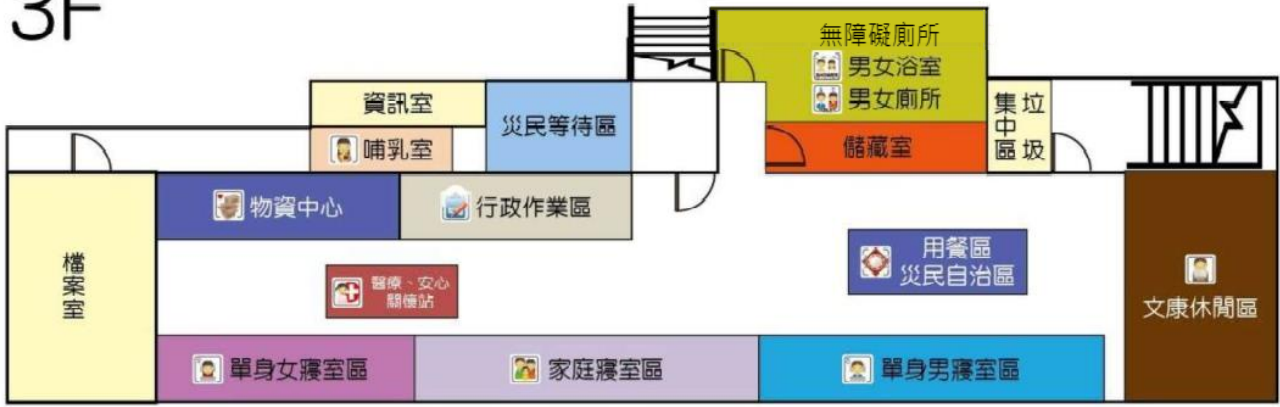 3F
無障礙廁所
SHOWER
男女浴室
男女廁所
資訊室
災民等待區
垃圾
集中區
哺乳室
儲藏室
物資中心
行政作業區
檔案室
用餐區
災民自治區
醫療、安心
關懷站
文康休閒區
單身女寢室區
家庭寢室區
單身男寢室區